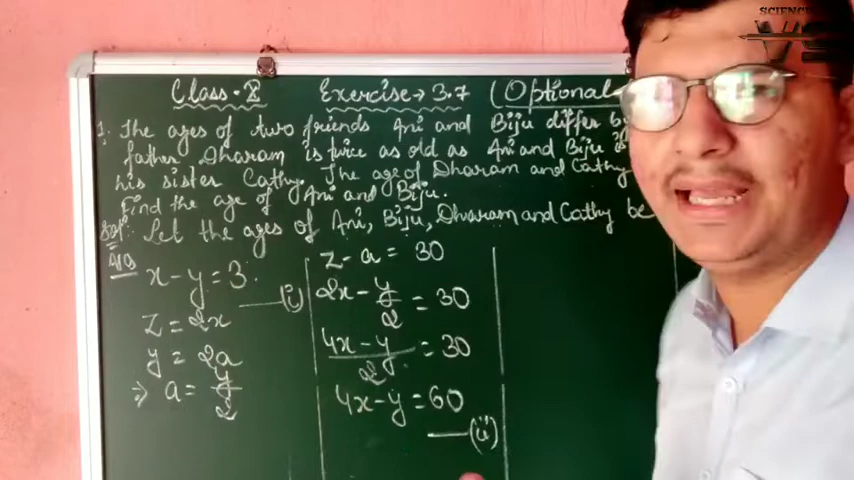 SCIENCE
VS
Class-X Exercise→3.7 (Optional
1. The ages of two friends Ani and Biju differ by
father Dharam is twice as old as Ani and Biju is
his sister Cathy. The age of Dharam and Cathy
Find the age of Ani and Biju.
Solⁿ: Let the ages of Ani, Biju, Dharam and Cathy be
A/Q
x-y=3
—(i)
z=2x
y=2a
⇒ a=y/2
z-a=30
2x-y/2=30
4x-y/2=30
4x-y=60
—(ii)